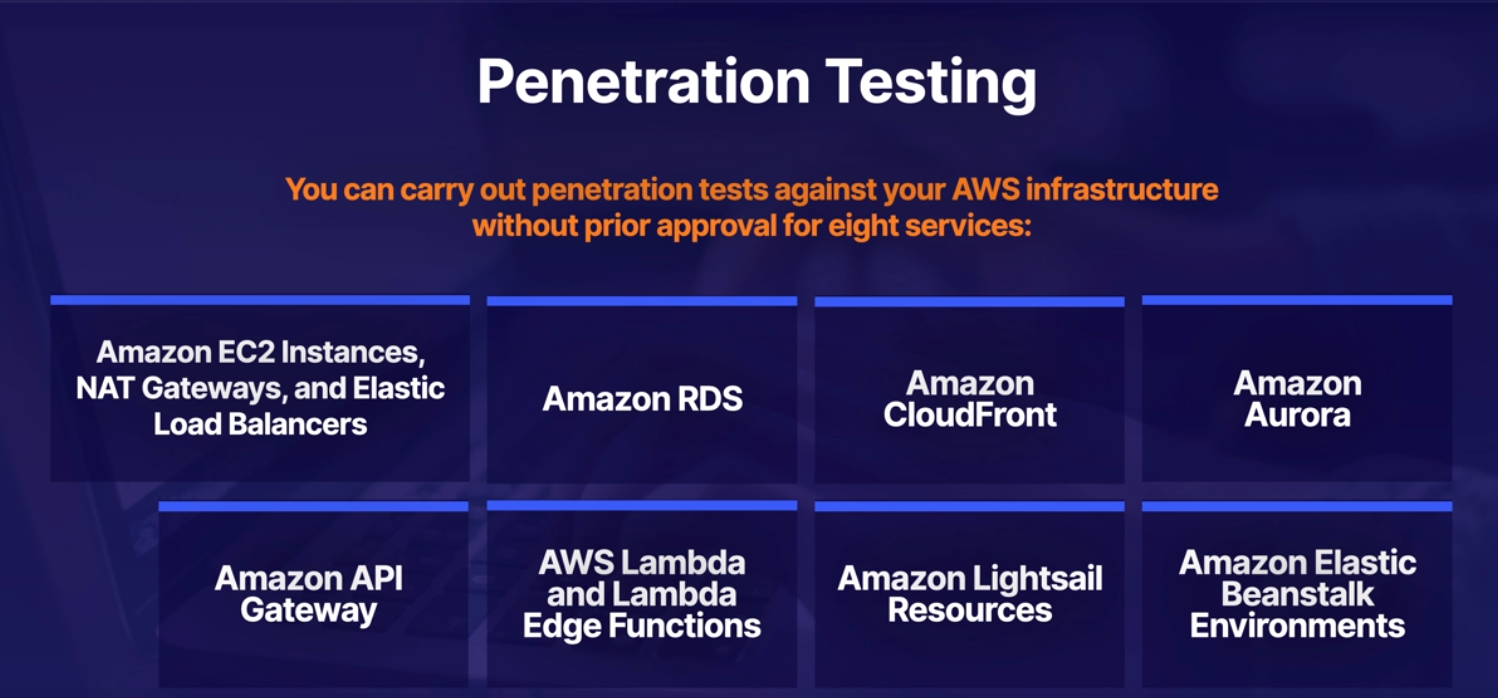 Penetration Testing
You can carry out penetration tests against your AWS infrastructure
without prior approval for eight services:
Amazon EC2 Instances,
NAT Gateways, and Elastic
Load Balancers
Amazon RDS
Amazon
CloudFront
Amazon
Aurora
Amazon API
Gateway
AWS Lambda
and Lambda
Edge Functions
Amazon Lightsail
Resources
Amazon Elastic
Beanstalk
Environments